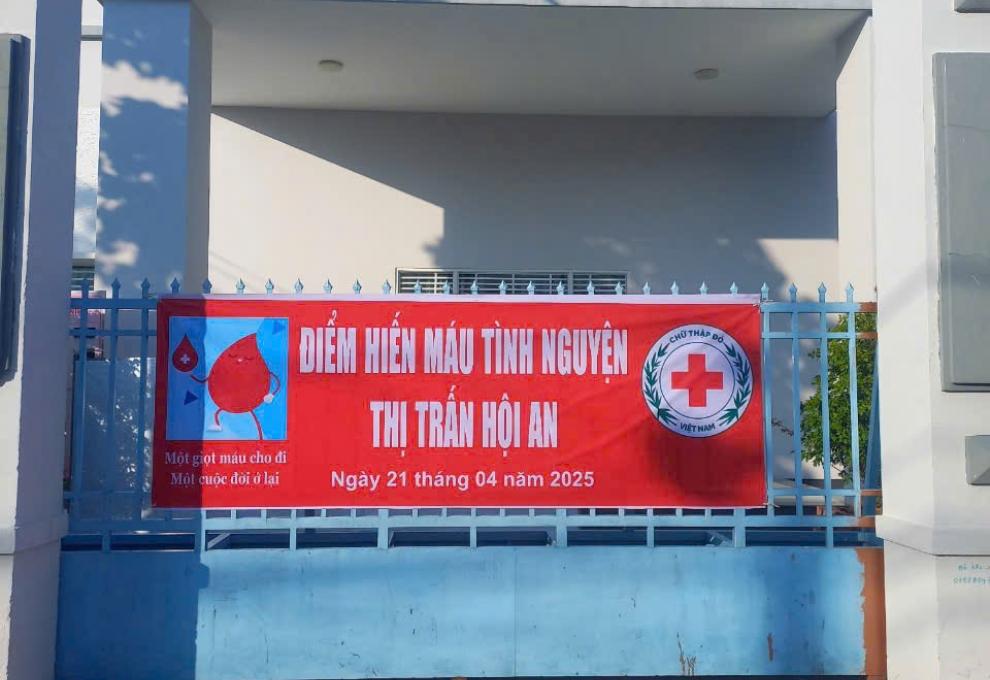 ĐIỂM HIẾN MÁU TÌNH NGUYỆN
THỊ TRẤN HỘI AN
Ngày 21 tháng 04 năm 2025
Một giọt máu cho đi
Một cuộc đời ở lại
CHỮ THẬP ĐỎ
VIỆT NAM